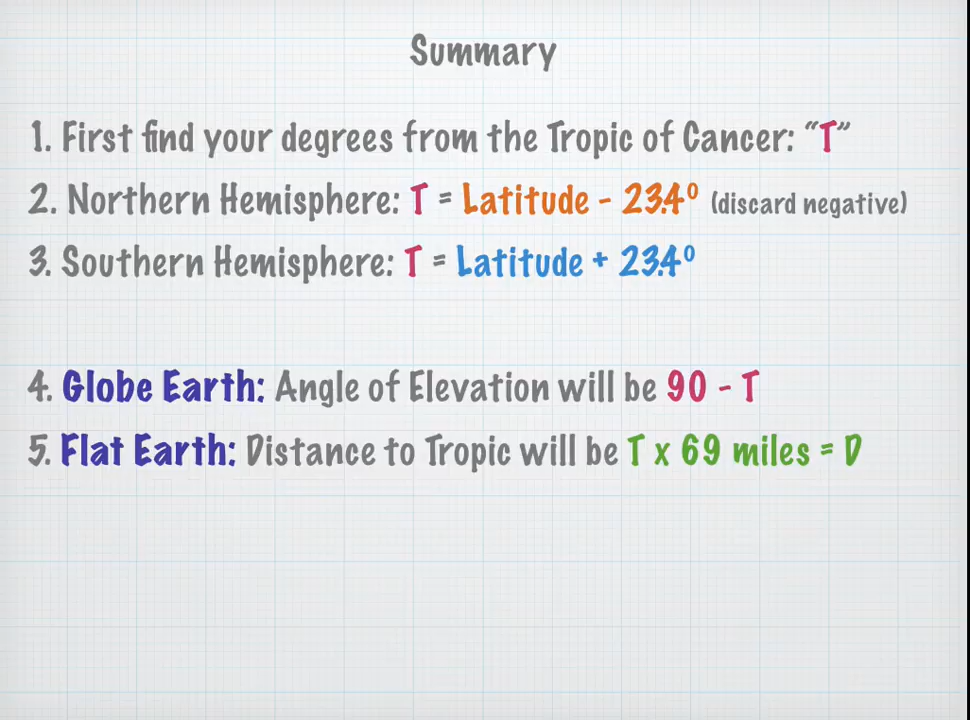 Summary
1. First find your degrees from the Tropic of Cancer: “T”
2. Northern Hemisphere: T = Latitude - 23.4º (discard negative)
3. Southern Hemisphere: T = Latitude + 23.4º
4. Globe Earth: Angle of Elevation will be 90 - T
5. Flat Earth: Distance to Tropic will be T x 69 miles = D